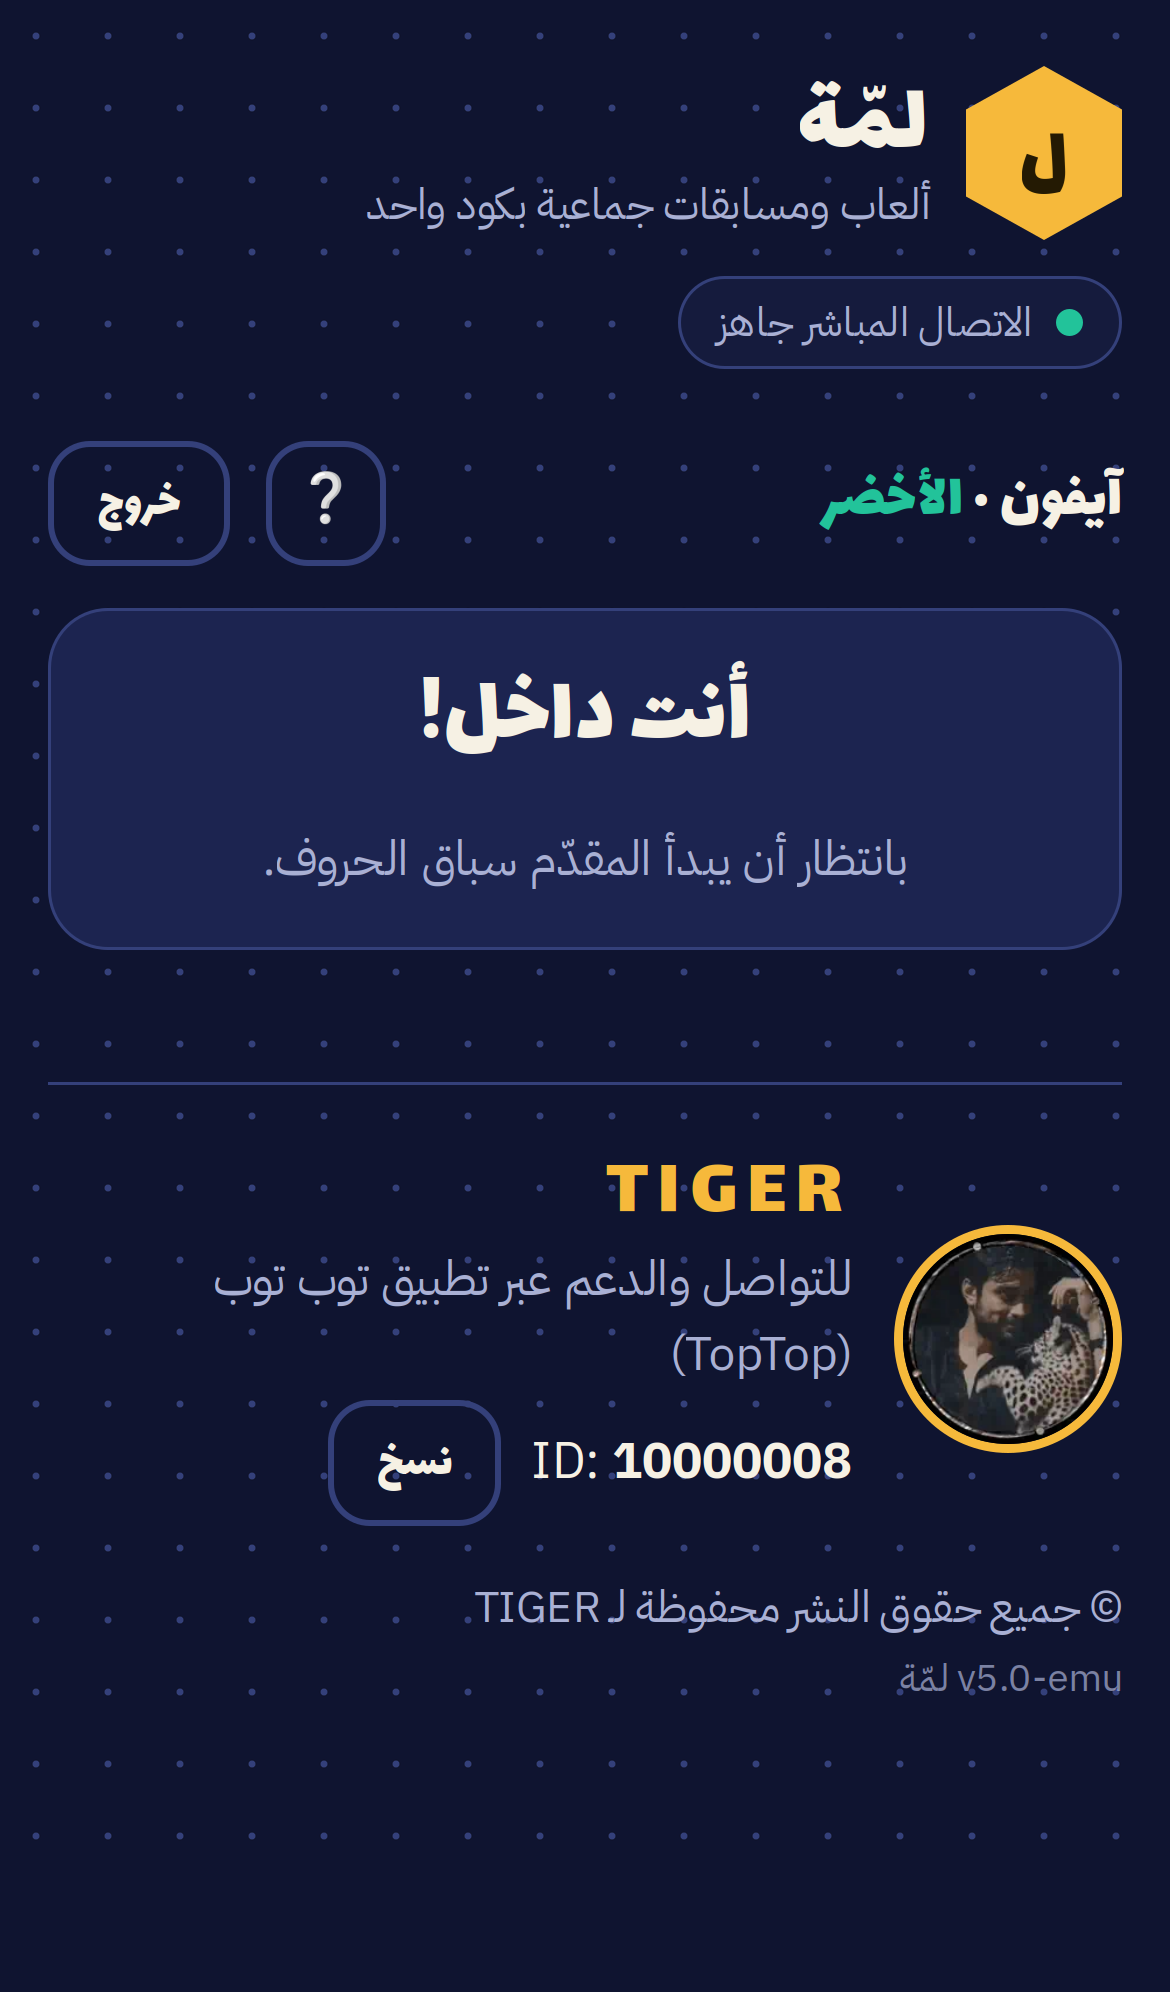 ل
لمّة
ألعاب ومسابقات جماعية بكود واحد
الاتصال المباشر جاهز
آيفون • الأخضر
?
خروج
أنت داخل!
بانتظار أن يبدأ المقدّم سباق الحروف.
TIGER
للتواصل والدعم عبر تطبيق توب توب
(TopTop)
ID: 10000008
نسخ
© جميع حقوق النشر محفوظة لـ TIGER
لمّة v5.0-emu